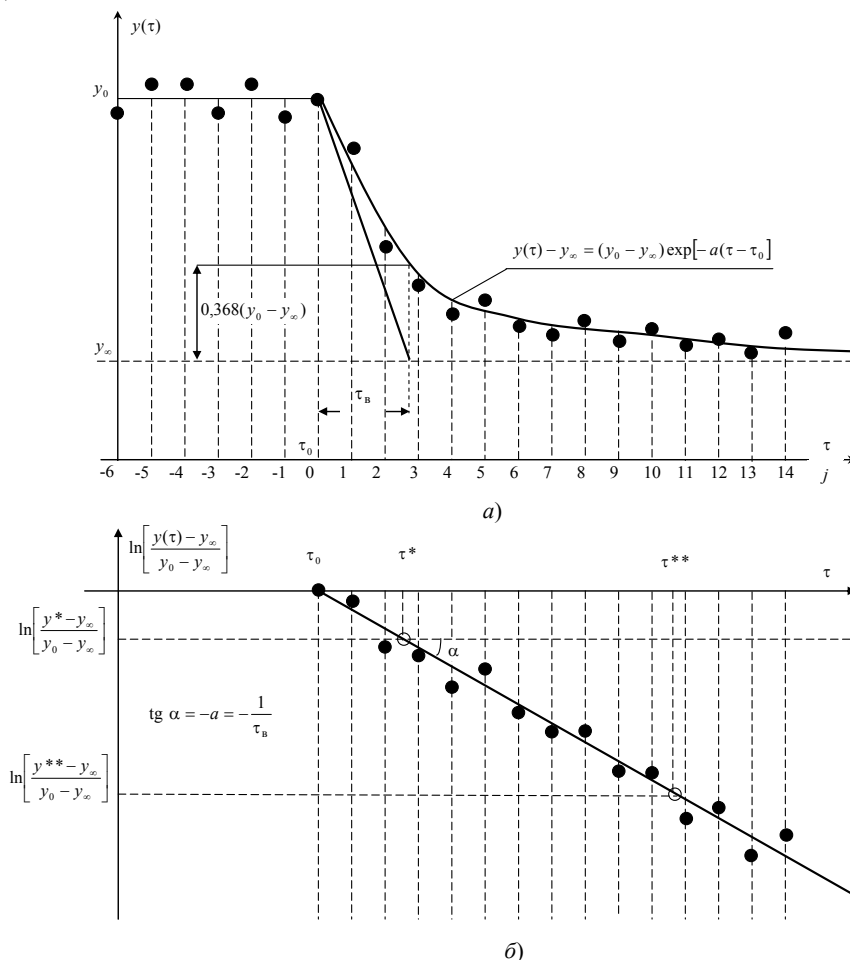 y(τ)
y₀
y(τ) − y∞ = (y₀ − y∞) exp[−a(τ − τ₀]
0,368(y₀ − y∞)
y∞
τв
τ₀ τ
-6 -5 -4 -3 -2 -1 0 1 2 3 4 5 6 7 8 9 10 11 12 13 14 j
а)
ln[(y(τ) − y∞)/(y₀ − y∞)] τ₀ τ* τ** τ
ln[(y* − y∞)/(y₀ − y∞)]
α
tg α = −a = −1/τв
ln[(y** − y∞)/(y₀ − y∞)]
б)